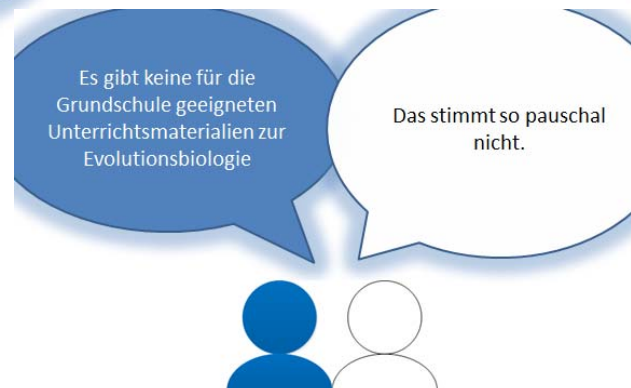 Es gibt keine für die
Grundschule geeigneten
Unterrichtsmaterialien zur
Evolutionsbiologie
Das stimmt so pauschal
nicht.